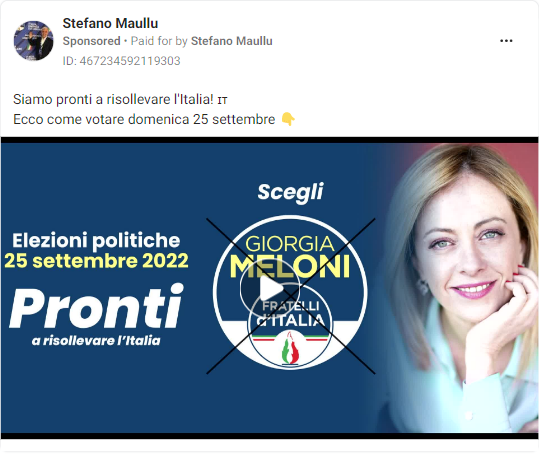 Stefano Maullu
Sponsored • Paid for by Stefano Maullu
ID: 467234592119303
Siamo pronti a risollevare l'Italia! IT
Ecco come votare domenica 25 settembre 👇
Scegli
Elezioni politiche
25 settembre 2022
Pronti
a risollevare l'Italia
GIORGIA
MELONI
FRATELLI
d'ITALIA